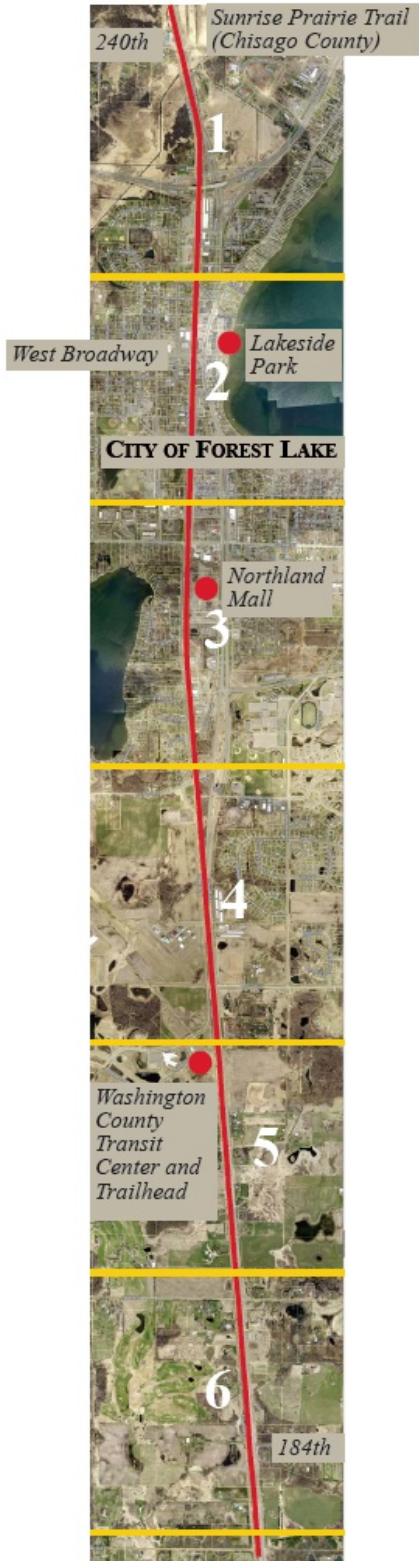 240th
Sunrise Prairie Trail
(Chisago County)
1
West Broadway
Lakeside
Park
2
CITY OF FOREST LAKE
Northland
Mall
3
4
Washington
County
Transit
Center and
Trailhead
5
6
184th